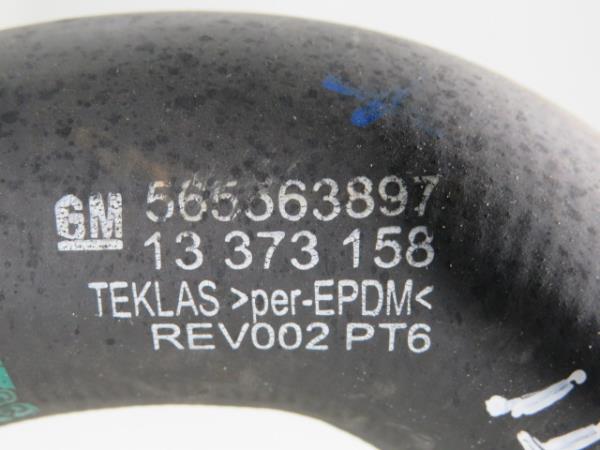 GM 565363897
13 373 158
TEKLAS >per-EPDM<
REV002 PT6